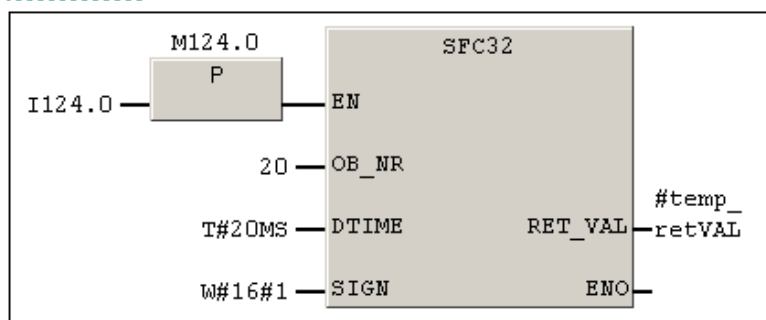 M124.0
SFC32
P
I124.0
EN
20
OB_NR
#temp_
T#20MS
DTIME
RET_VAL
retVAL
W#16#1
SIGN
ENO